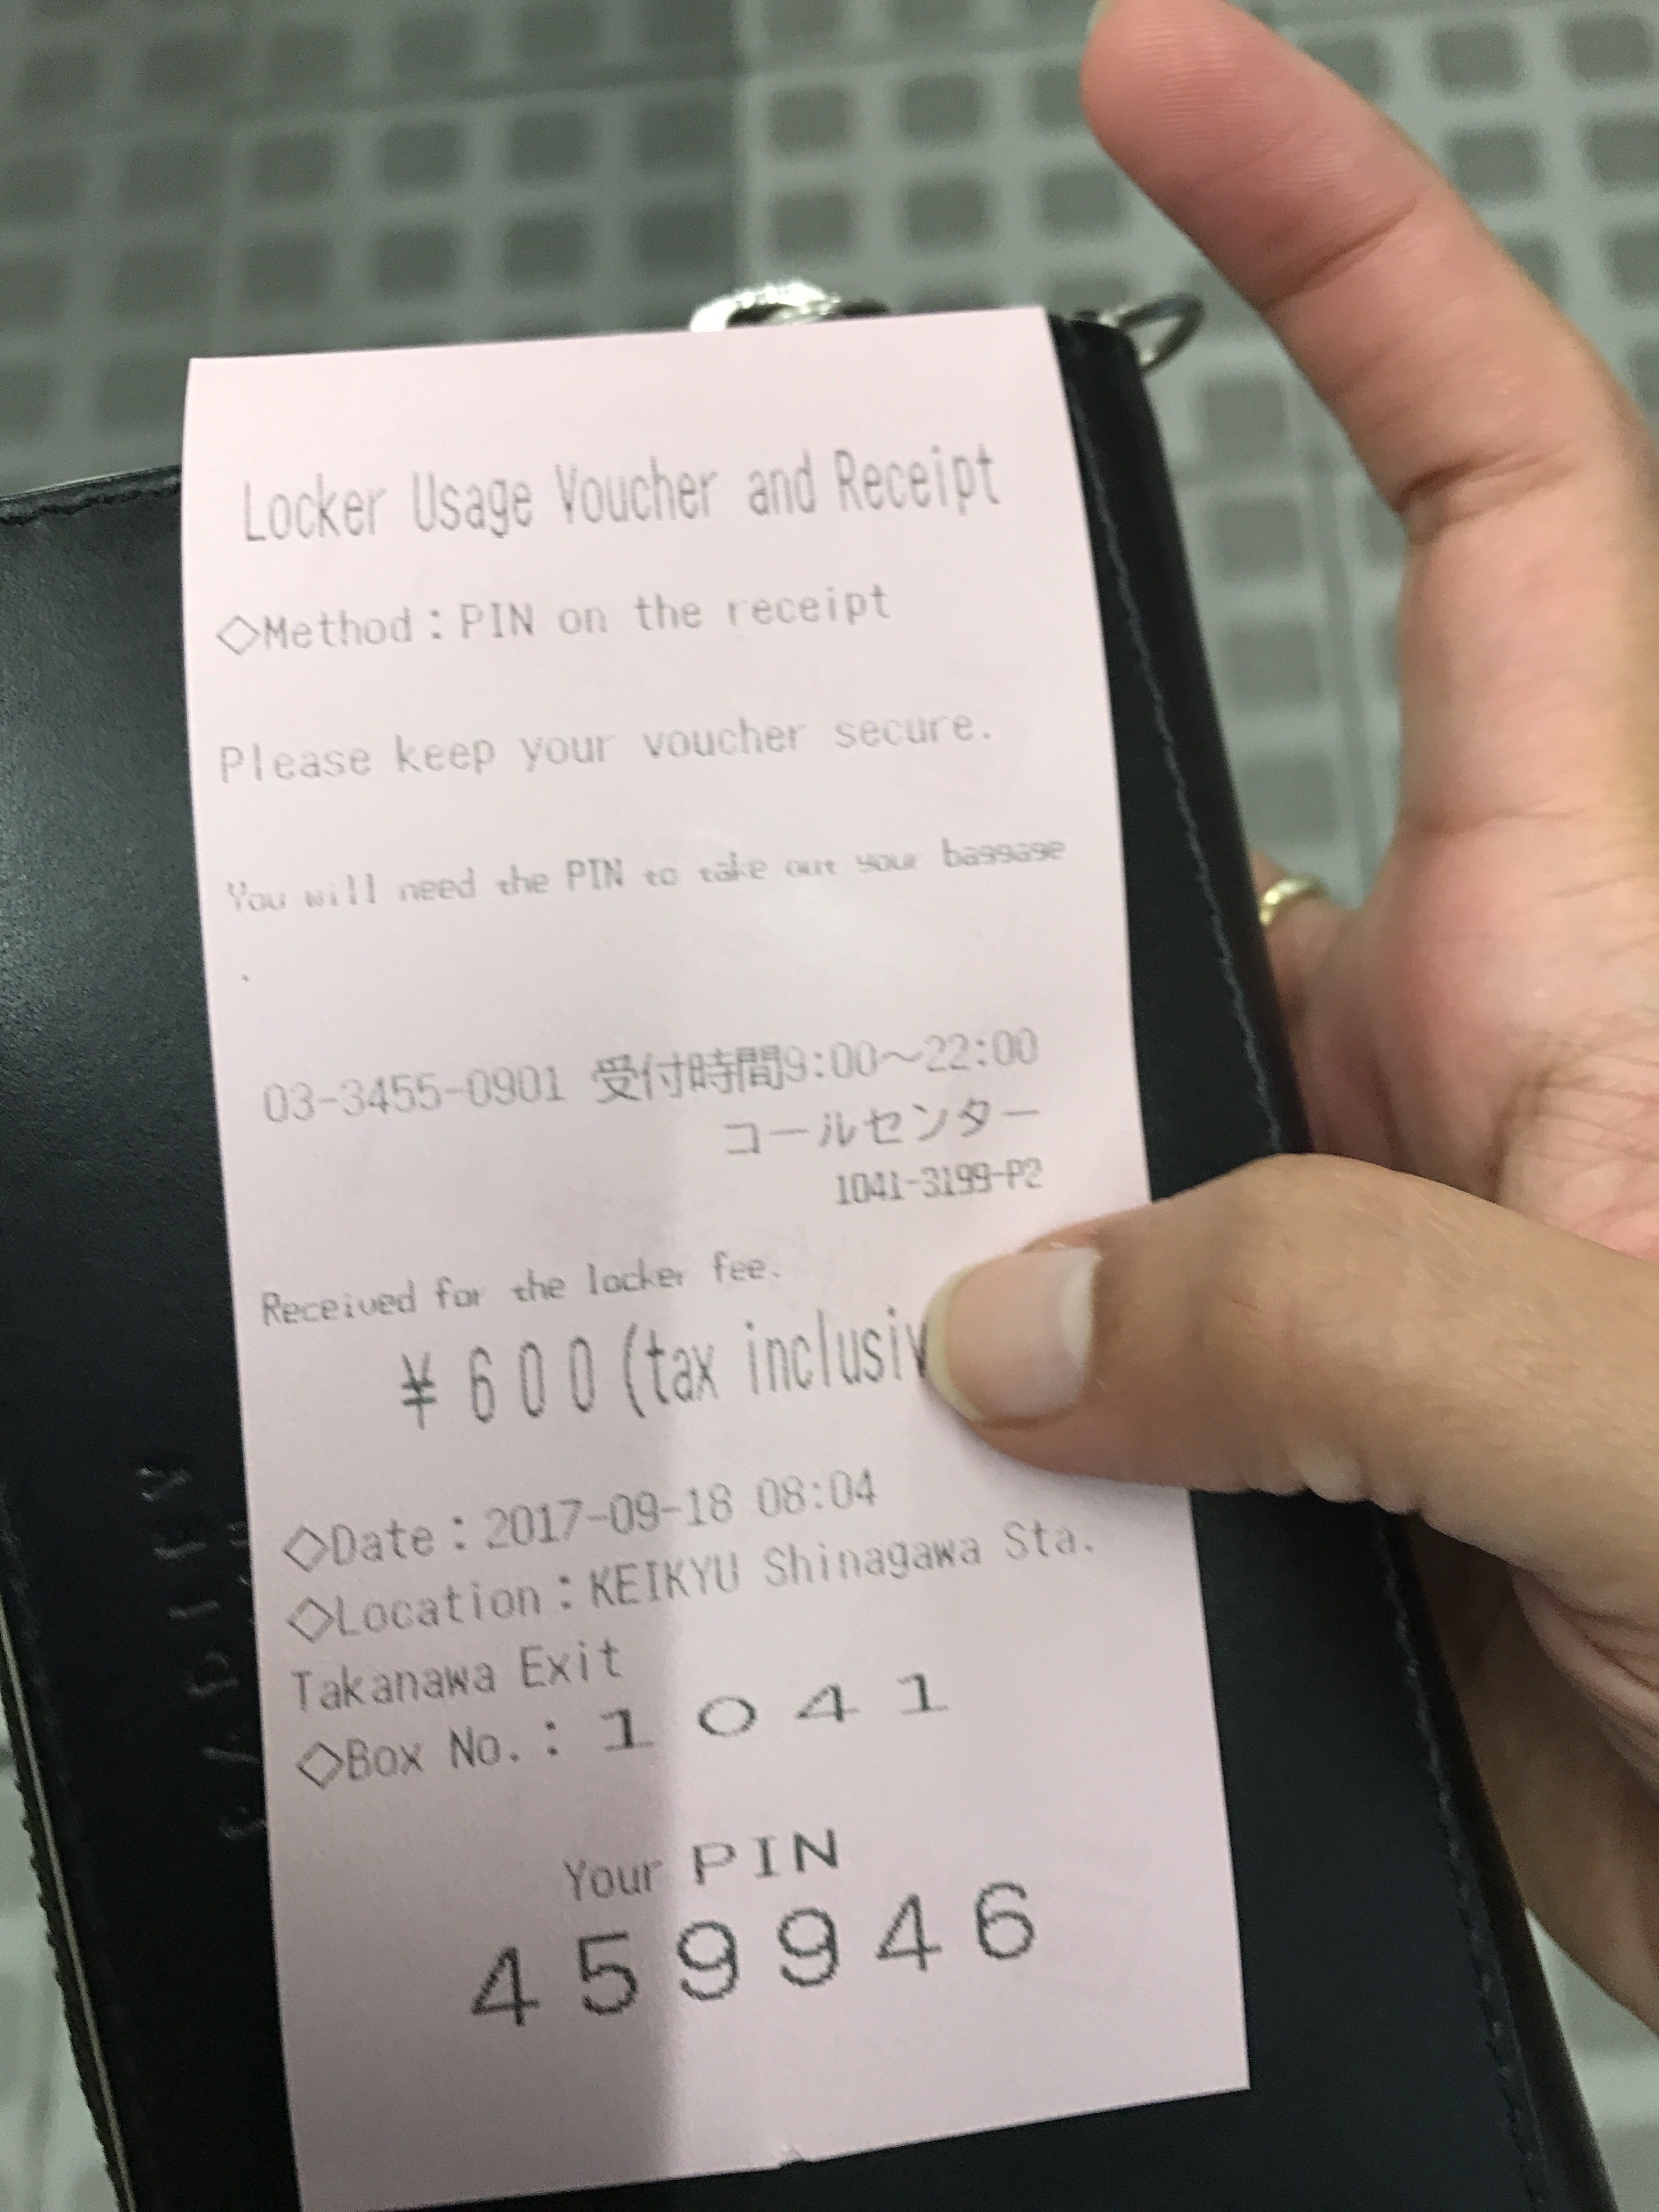 Locker Usage Voucher and Receipt
◇Method：PIN on the receipt
Please keep your voucher secure.
You will need the PIN to take out your baggage
.
03-3455-0901 受付時間9:00～22:00
コールセンター
1041-3199-P2
Received for the locker fee.
¥600(tax inclusiv
◇Date：2017-09-18 08:04
◇Location：KEIKYU Shinagawa Sta.
Takanawa Exit
◇Box No.：1041
Your PIN
459946